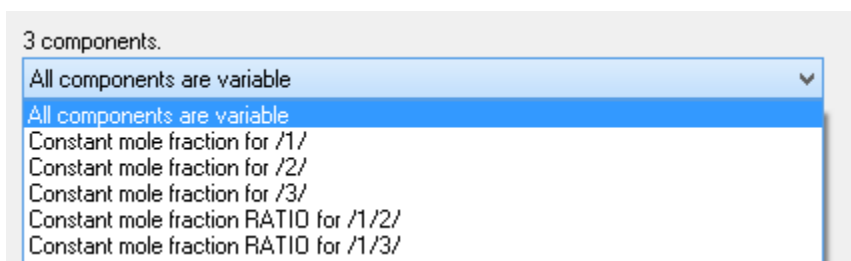 3 components.
All components are variable
All components are variable
Constant mole fraction for /1/
Constant mole fraction for /2/
Constant mole fraction for /3/
Constant mole fraction RATIO for /1/2/
Constant mole fraction RATIO for /1/3/